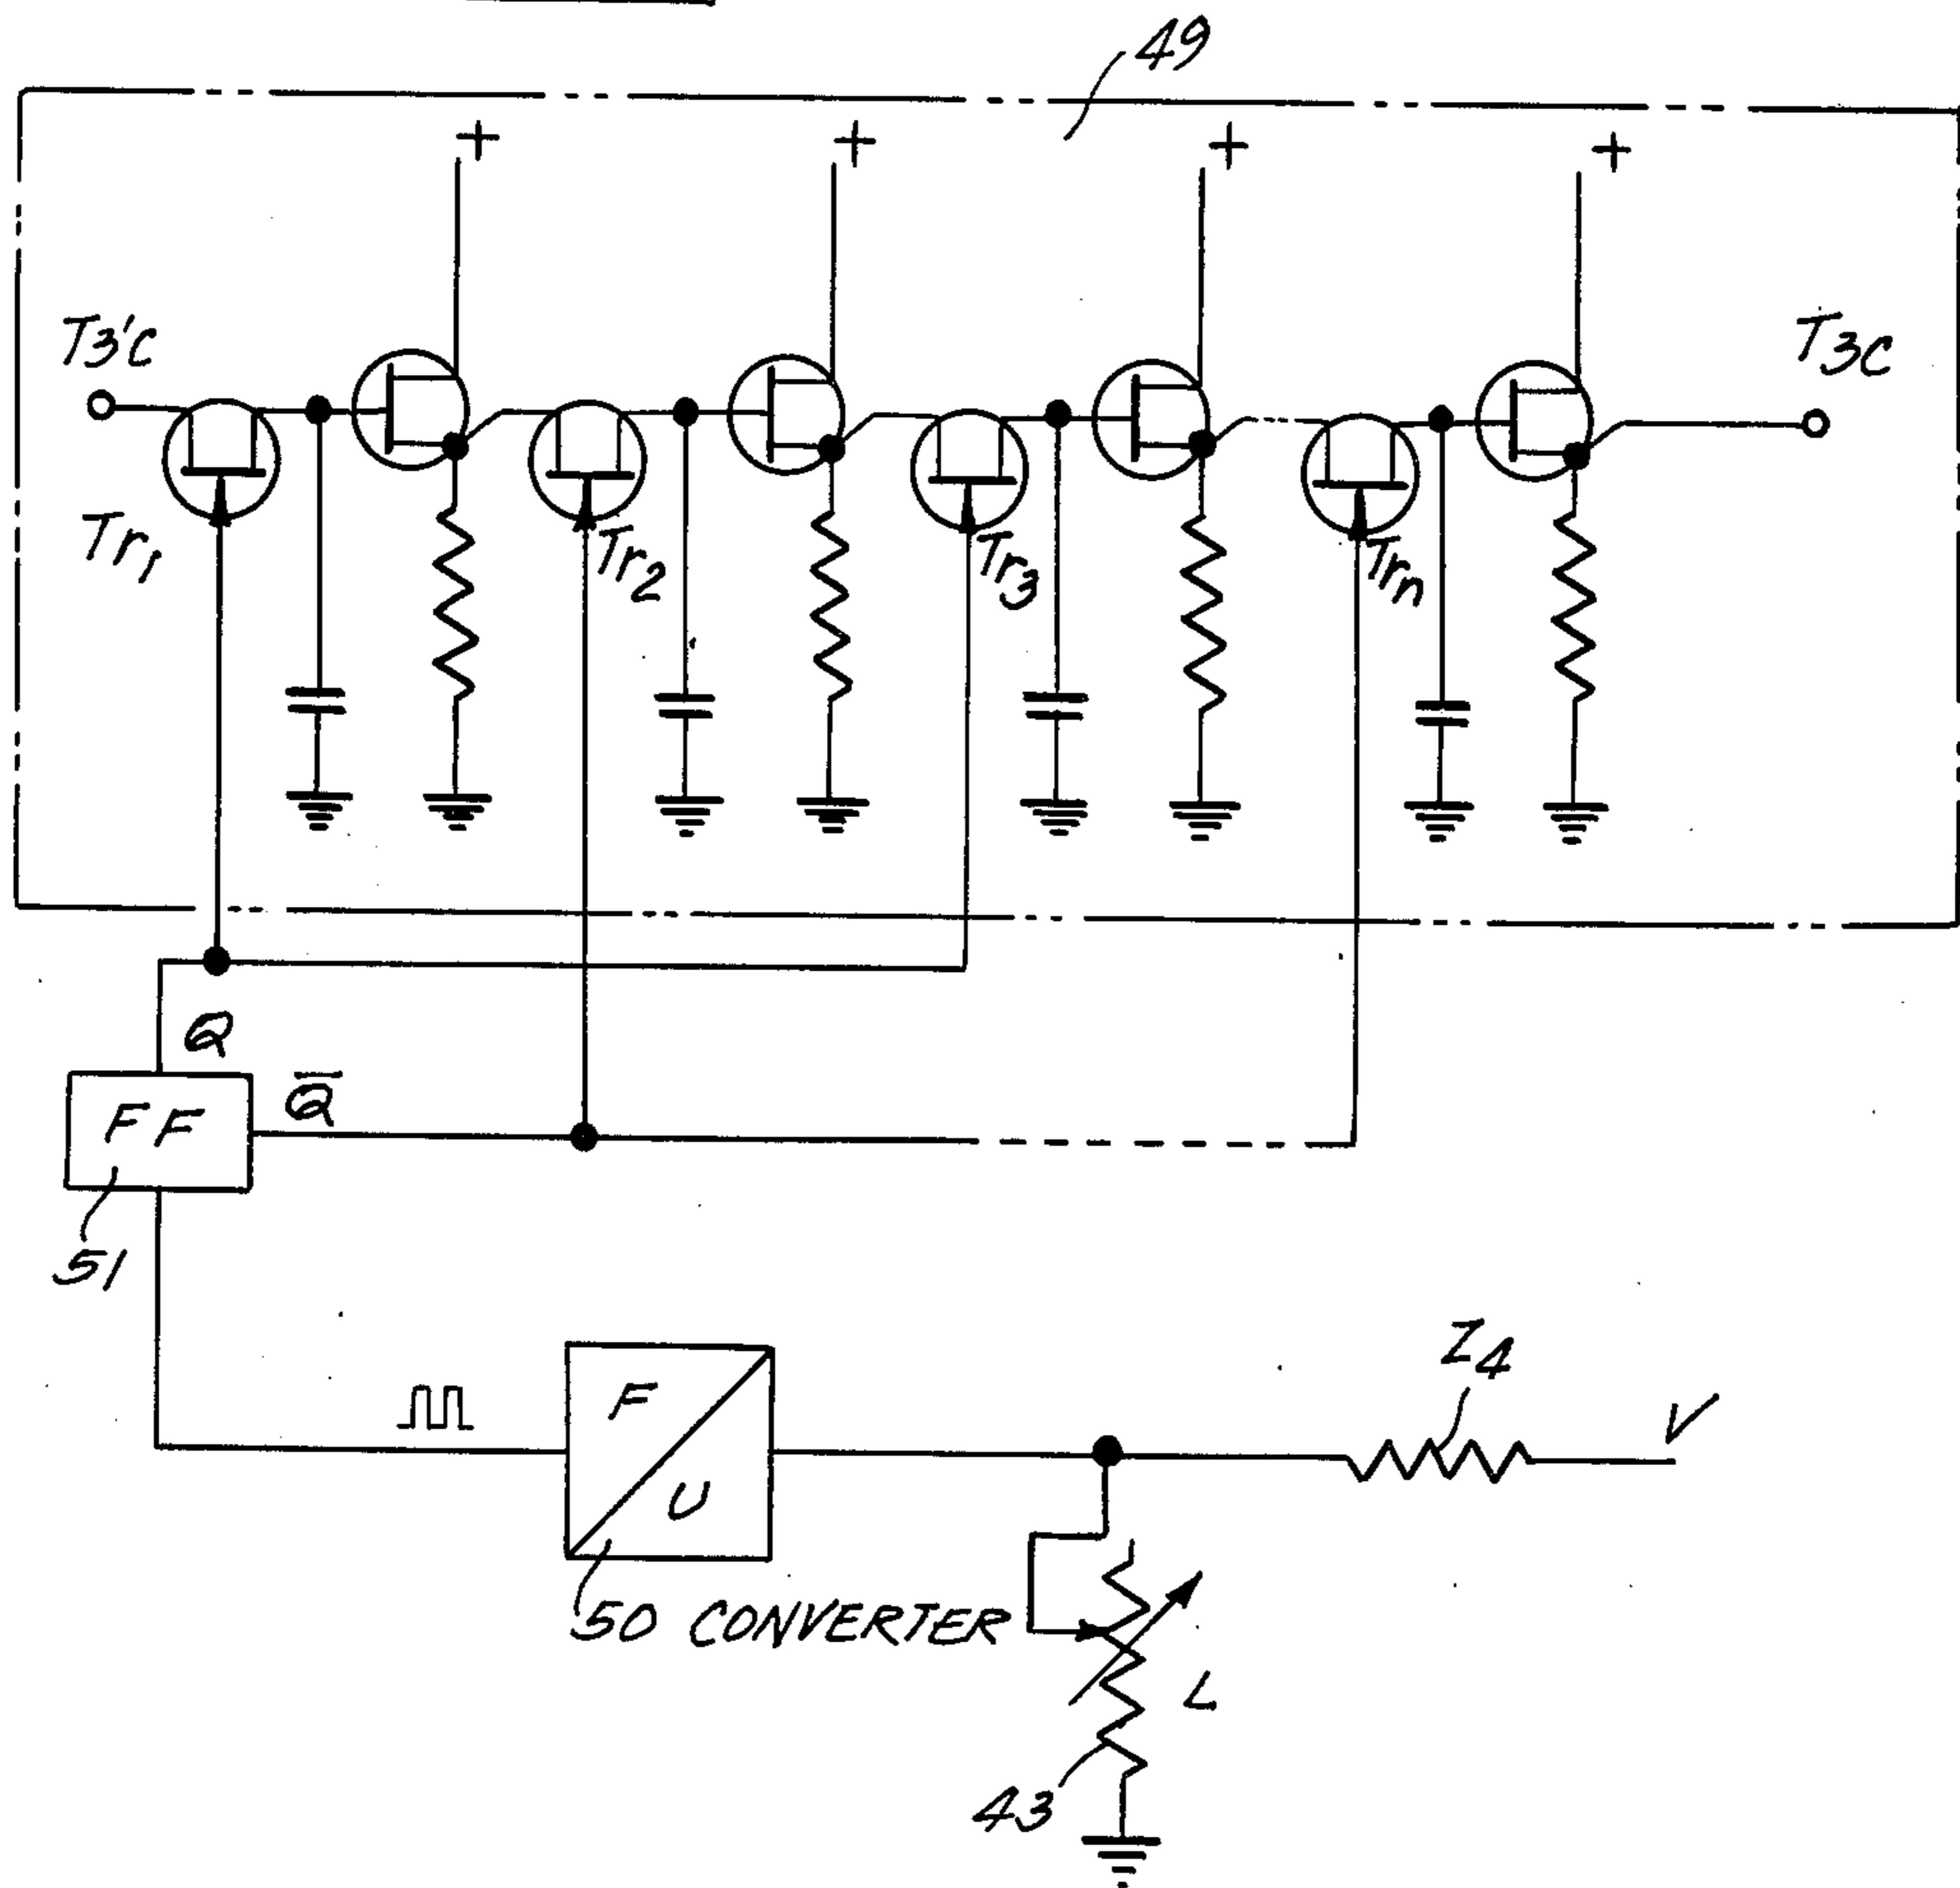 49
+ + + +
T3'C
T3C
Tr1
Tr2
Tr3
Trn
Q
Q̅
FF
51
Z4
V
F
U
50 CONVERTER
L
43